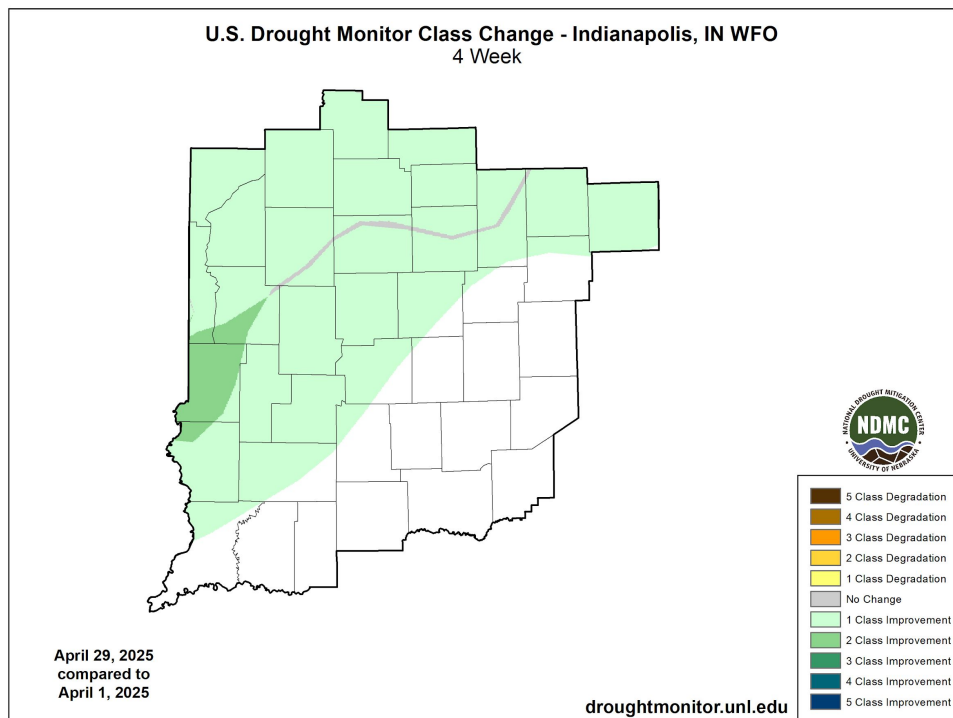 U.S. Drought Monitor Class Change - Indianapolis, IN WFO
4 Week
NATIONAL DROUGHT MITIGATION CENTER
NDMC
UNIVERSITY OF NEBRASKA
5 Class Degradation
4 Class Degradation
3 Class Degradation
2 Class Degradation
1 Class Degradation
No Change
1 Class Improvement
2 Class Improvement
3 Class Improvement
4 Class Improvement
5 Class Improvement
April 29, 2025
compared to
April 1, 2025
droughtmonitor.unl.edu